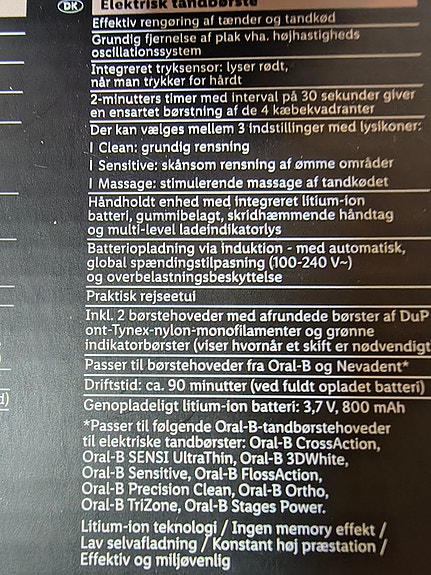 DK Elektrisk tandbørste
Effektiv rengøring af tænder og tandkød
Grundig fjernelse af plak vha. højhastigheds
oscillationssystem
Integreret tryksensor: lyser rødt,
når man trykker for hårdt
2-minutters timer med interval på 30 sekunder giver
en ensartet børstning af de 4 kæbekvadranter
Der kan vælges mellem 3 indstillinger med lysikoner:
I Clean: grundig rensning
I Sensitive: skånsom rensning af ømme områder
I Massage: stimulerende massage af tandkødet
Håndholdt enhed med integreret litium-ion
batteri, gummibelagt, skridhæmmende håndtag
og multi-level ladeindikatorlys
Batteriopladning via induktion - med automatisk,
global spændingstilpasning (100-240 V~)
og overbelastningsbeskyttelse
Praktisk rejseetui
Inkl. 2 børstehoveder med afrundede børster af DuP
ont-Tynex-nylon-monofilamenter og grønne
indikatorbørster (viser hvornår et skift er nødvendigt
Passer til børstehoveder fra Oral-B og Nevadent*
Driftstid: ca. 90 minutter (ved fuldt opladet batteri)
Genopladeligt litium-ion batteri: 3,7 V, 800 mAh
*Passer til følgende Oral-B-tandbørstehoveder
til elektriske tandbørster: Oral-B CrossAction,
Oral-B SENSI UltraThin, Oral-B 3DWhite,
Oral-B Sensitive, Oral-B FlossAction,
Oral-B Precision Clean, Oral-B Ortho,
Oral-B TriZone, Oral-B Stages Power.
Litium-ion teknologi / Ingen memory effekt /
Lav selvafladning / Konstant høj præstation /
Effektiv og miljøvenlig